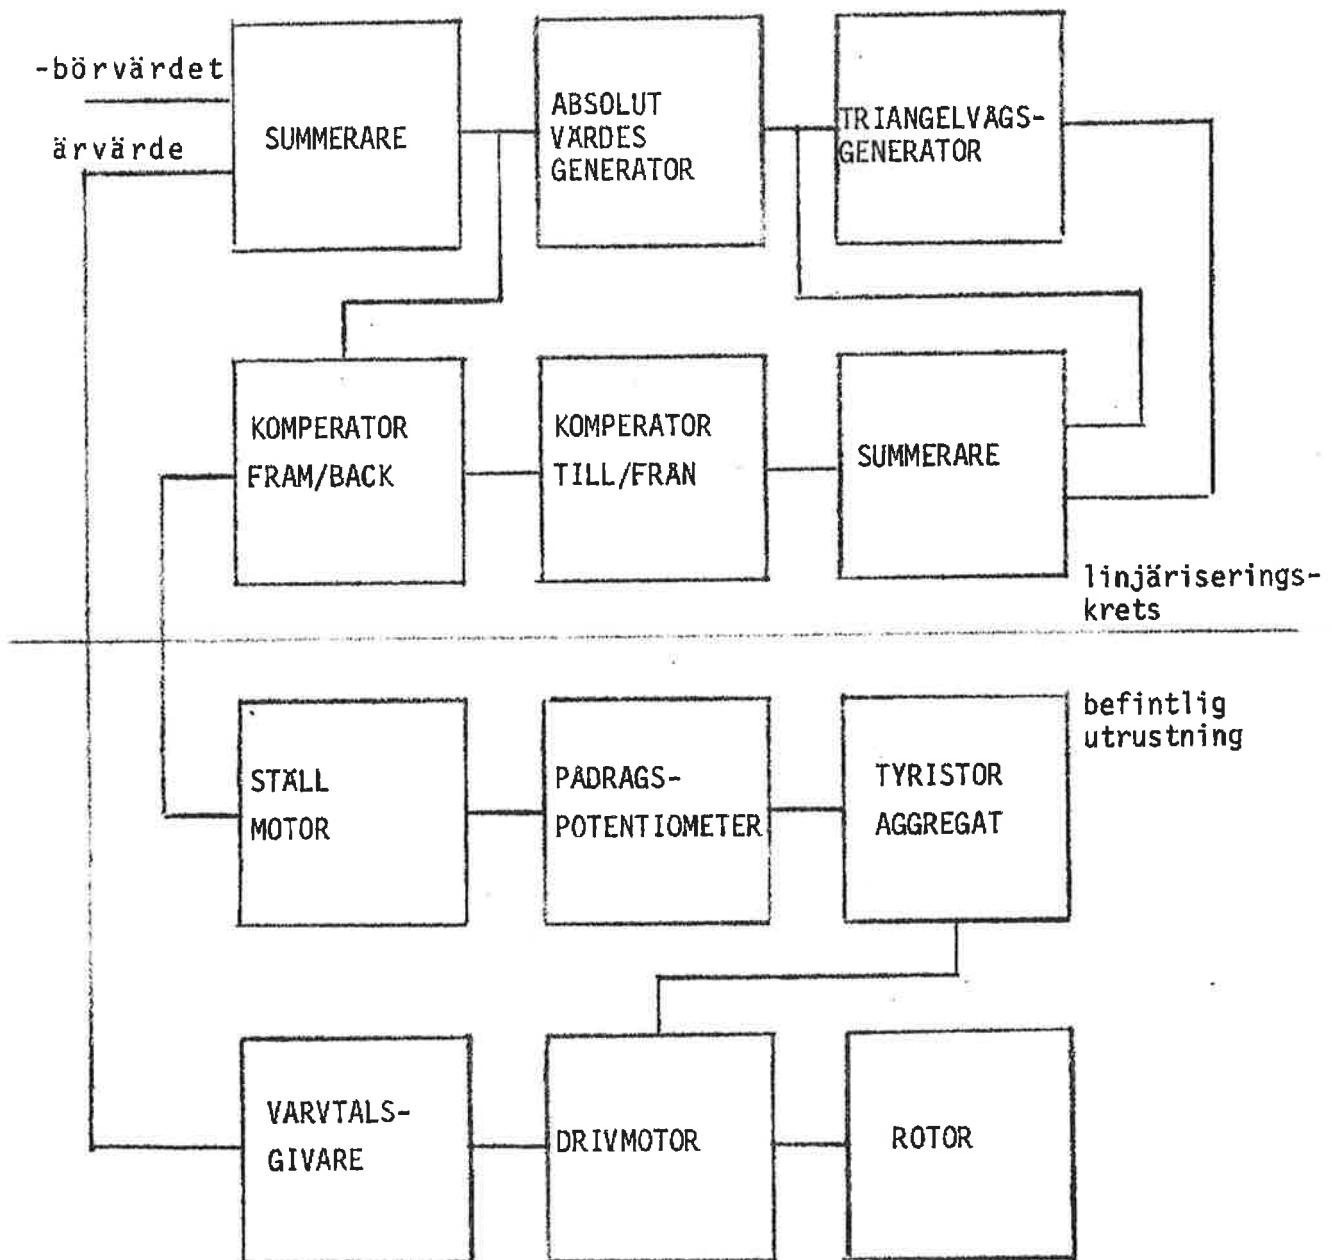 -börvärdet
ärvärde
SUMMERARE
ABSOLUT
VÄRDES
GENERATOR
TRIANGELVÅGS-
GENERATOR
KOMPERATOR
FRAM/BACK
KOMPERATOR
TILL/FRÅN
SUMMERARE
linjäriserings-
krets
befintlig
utrustning
STÄLL
MOTOR
PÅDRAGS-
POTENTIOMETER
TYRISTOR
AGGREGAT
VARVTALS-
GIVARE
DRIVMOTOR
ROTOR